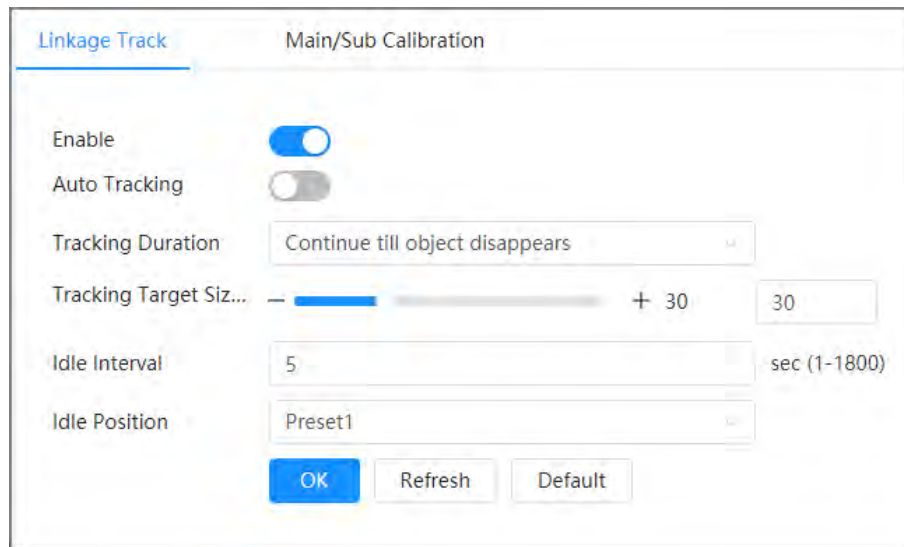 Linkage Track Main/Sub Calibration
Enable
Auto Tracking
Tracking Duration Continue till object disappears
Tracking Target Siz... − + 30 30
Idle Interval 5 sec (1-1800)
Idle Position Preset1
OK Refresh Default